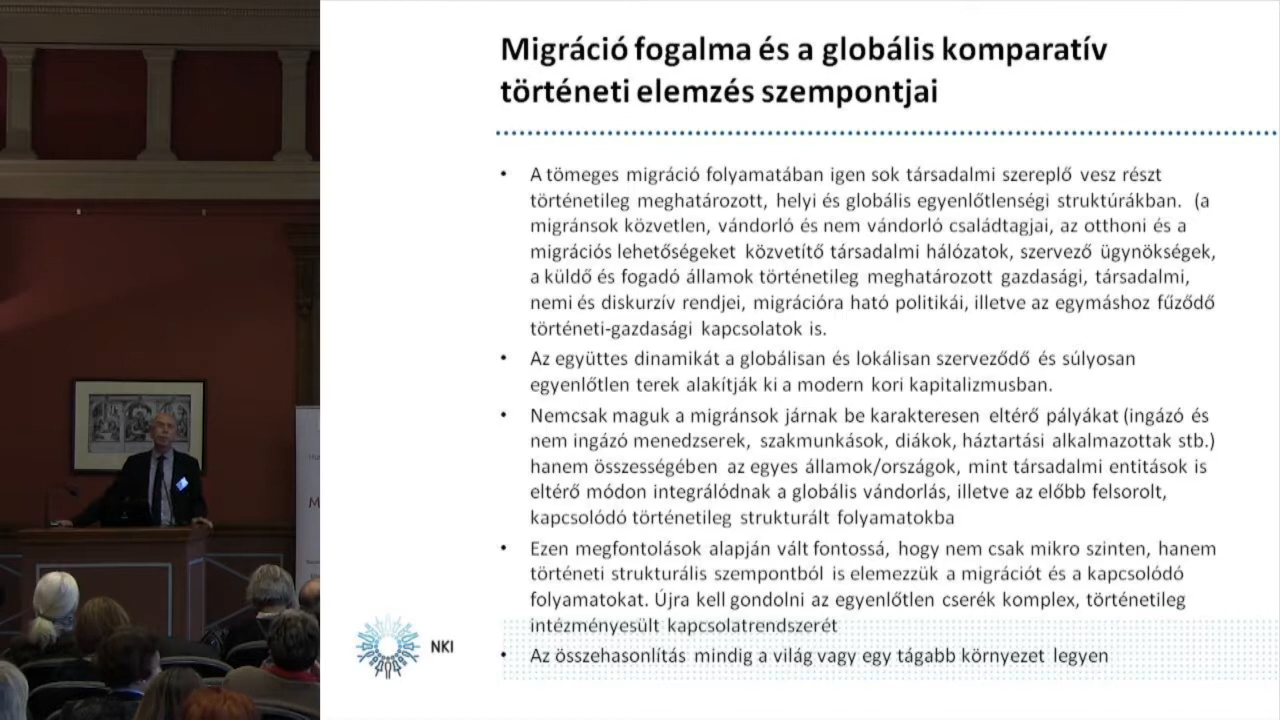 Migráció fogalma és a globális komparatív
történeti elemzés szempontjai
• A tömeges migráció folyamatában igen sok társadalmi szereplő vesz részt
történetileg meghatározott, helyi és globális egyenlőtlenségi struktúrákban. (a
migránsok közvetlen, vándorló és nem vándorló családtagjai, az otthoni és a
migrációs lehetőségeket közvetítő társadalmi hálózatok, szervező ügynökségek,
a küldő és fogadó államok történetileg meghatározott gazdasági, társadalmi,
nemi és diskurzív rendjei, migrációra ható politikái, illetve az egymáshoz fűződő
történeti-gazdasági kapcsolatok is.
• Az együttes dinamikát a globálisan és lokálisan szerveződő és súlyosan
egyenlőtlen terek alakítják ki a modern kori kapitalizmusban.
• Nemcsak maguk a migránsok járnak be karakteresen eltérő pályákat (ingázó és
nem ingázó menedzserek, szakmunkások, diákok, háztartási alkalmazottak stb.)
hanem összességében az egyes államok/országok, mint társadalmi entitások is
eltérő módon integrálódnak a globális vándorlás, illetve az előbb felsorolt,
kapcsolódó történetileg strukturált folyamatokba
• Ezen megfontolások alapján vált fontossá, hogy nem csak mikro szinten, hanem
történeti strukturális szempontból is elemezzük a migrációt és a kapcsolódó
folyamatokat. Újra kell gondolni az egyenlőtlen cserék komplex, történetileg
intézményesült kapcsolatrendszerét
• Az összehasonlítás mindig a világ vagy egy tágabb környezet legyen
NKI